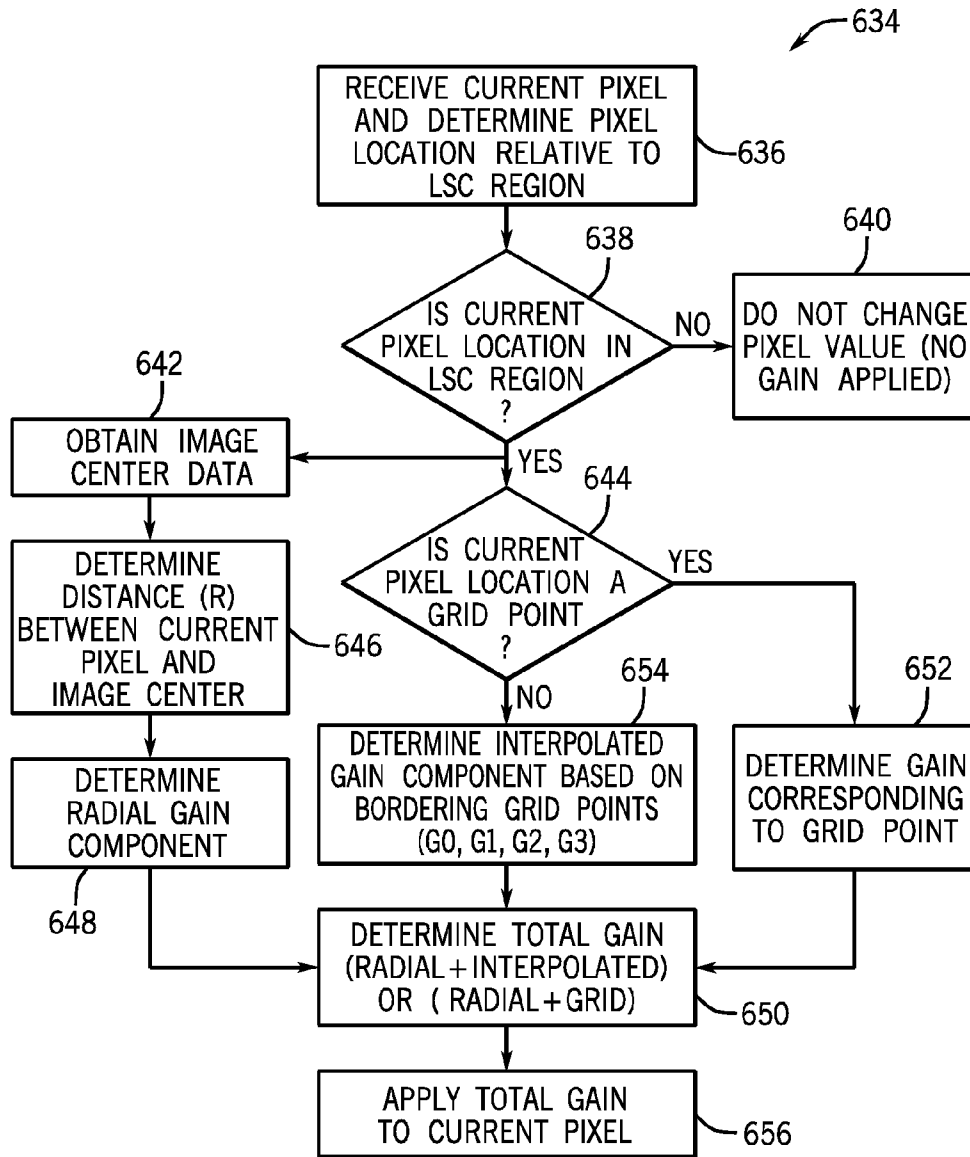 634
RECEIVE CURRENT PIXEL
AND DETERMINE PIXEL
LOCATION RELATIVE TO
LSC REGION
636
638
IS CURRENT
PIXEL LOCATION IN
LSC REGION
?
NO
640
DO NOT CHANGE
PIXEL VALUE (NO
GAIN APPLIED)
YES
642
OBTAIN IMAGE
CENTER DATA
DETERMINE
DISTANCE (R)
BETWEEN CURRENT
PIXEL AND
IMAGE CENTER
646
DETERMINE
RADIAL GAIN
COMPONENT
648
644
IS CURRENT
PIXEL LOCATION A
GRID POINT
?
YES
NO
654
DETERMINE INTERPOLATED
GAIN COMPONENT BASED ON
BORDERING GRID POINTS
(G0, G1, G2, G3)
652
DETERMINE GAIN
CORRESPONDING
TO GRID POINT
DETERMINE TOTAL GAIN
(RADIAL+INTERPOLATED)
OR ( RADIAL+GRID)
650
APPLY TOTAL GAIN
TO CURRENT PIXEL
656